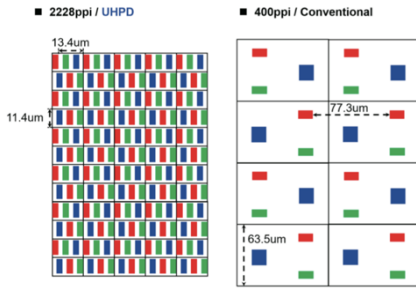 ■ 2228ppi / UHPD
■ 400ppi / Conventional
13.4um
11.4um
77.3um
63.5um